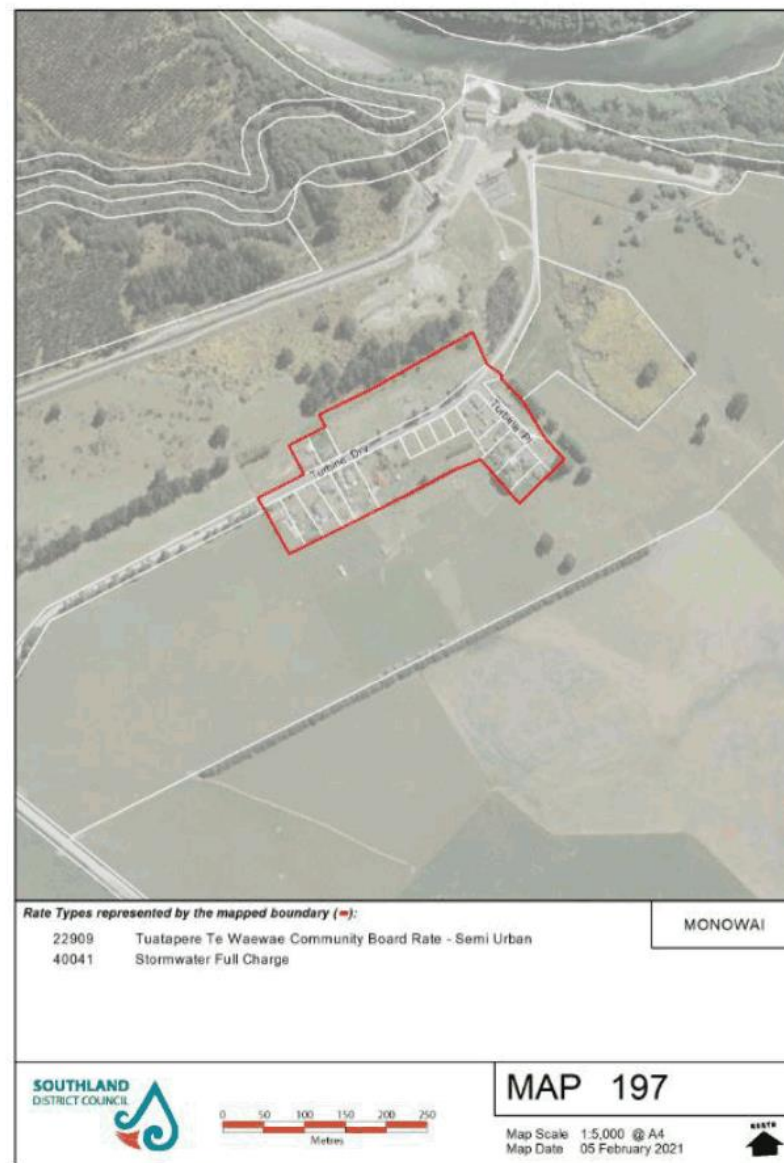 Turbine Drv
Turbine Pl
Rate Types represented by the mapped boundary ( ):
MONOWAI
22909 Tuatapere Te Waewae Community Board Rate - Semi Urban
40041 Stormwater Full Charge
SOUTHLAND
DISTRICT COUNCIL
0 50 100 150 200 250
Metres
MAP 197
Map Scale 1:5,000 @ A4
Map Date 05 February 2021
NORTH